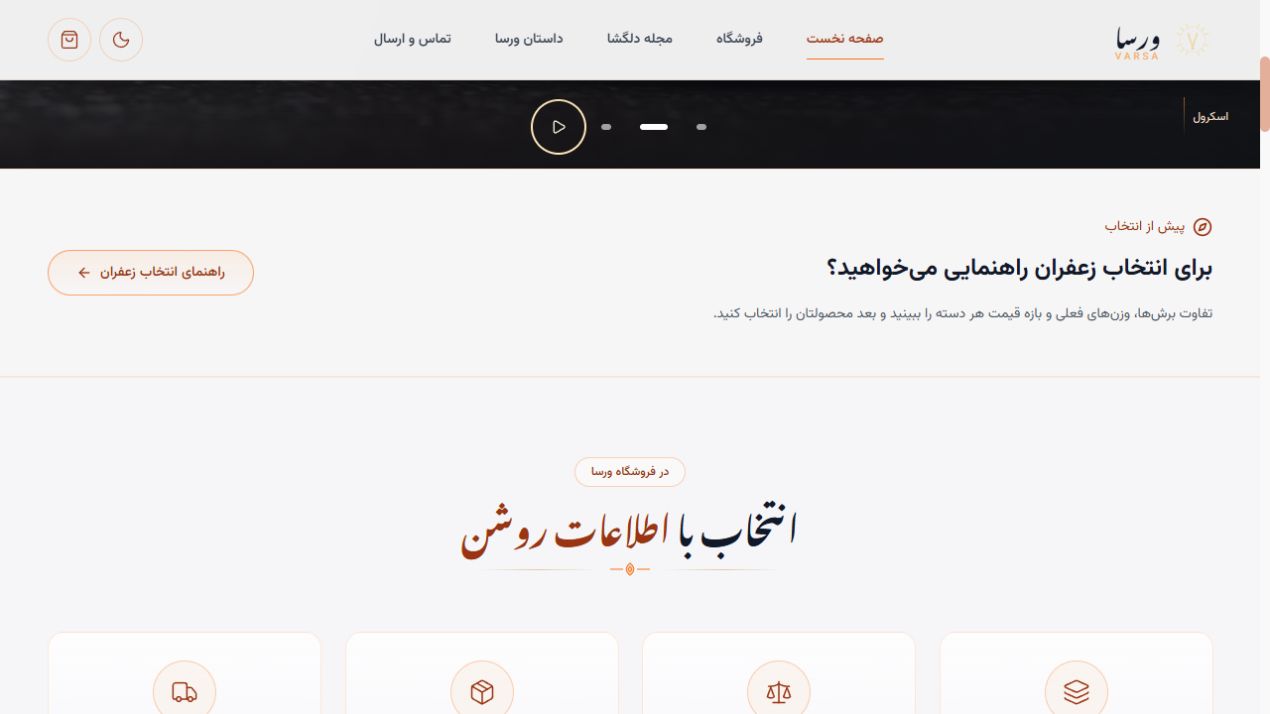 ورسا
VARSA
صفحه نخست
فروشگاه
مجله دلگشا
داستان ورسا
تماس و ارسال
اسکرول
پیش از انتخاب
برای انتخاب زعفران راهنمایی می‌خواهید؟
تفاوت برش‌ها، وزن‌های فعلی و بازه قیمت هر دسته را ببینید و بعد محصولتان را انتخاب کنید.
راهنمای انتخاب زعفران
در فروشگاه ورسا
انتخاب با اطلاعات روشن